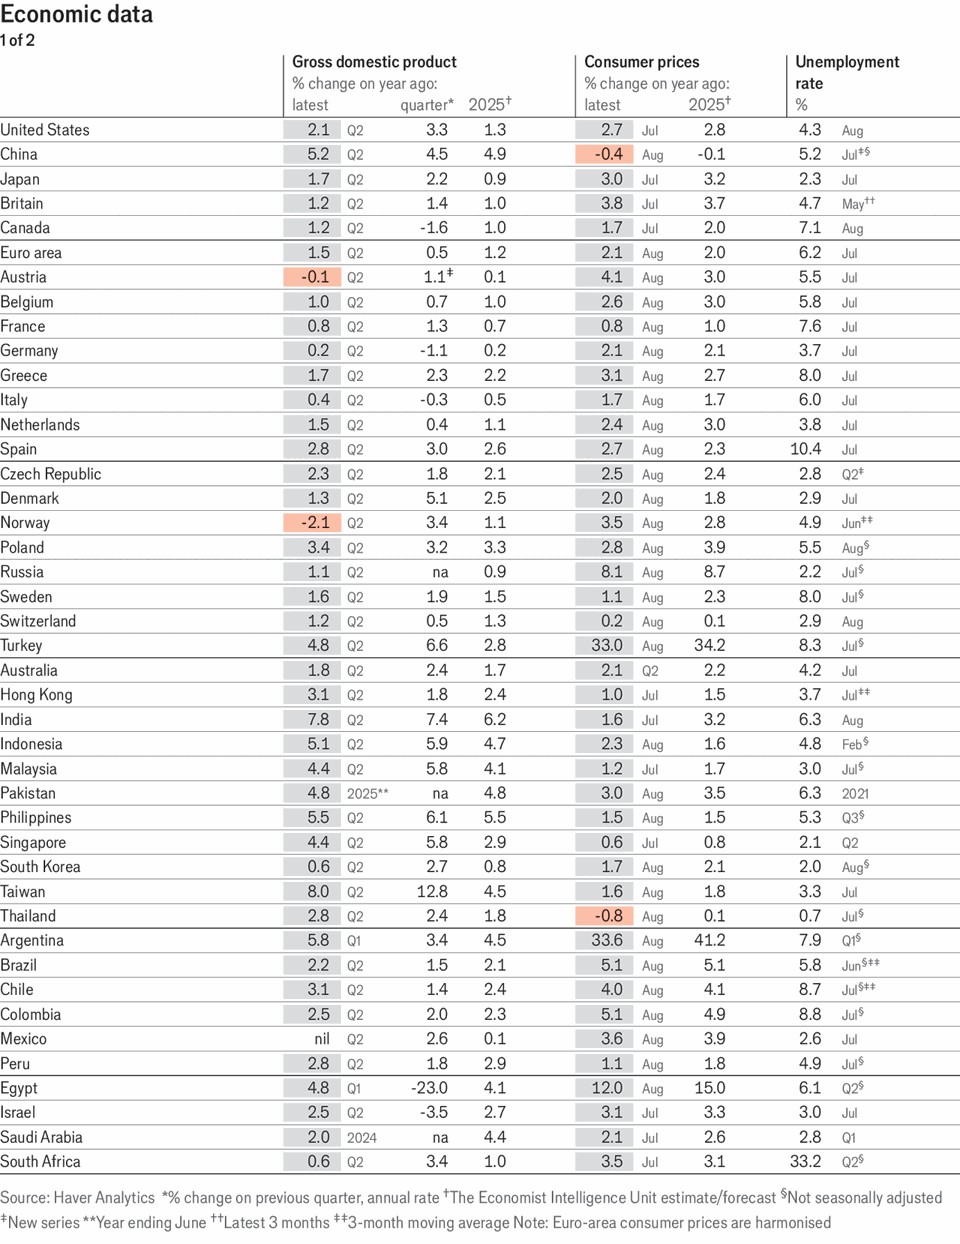 Economic data
1 of 2
Gross domestic product Consumer prices Unemployment
% change on year ago: % change on year ago: rate
latest quarter* 2025† latest 2025† %
United States 2.1 Q2 3.3 1.3 2.7 Jul 2.8 4.3 Aug
China 5.2 Q2 4.5 4.9 -0.4 Aug -0.1 5.2 Jul‡§
Japan 1.7 Q2 2.2 0.9 3.0 Jul 3.2 2.3 Jul
Britain 1.2 Q2 1.4 1.0 3.8 Jul 3.7 4.7 May††
Canada 1.2 Q2 -1.6 1.0 1.7 Jul 2.0 7.1 Aug
Euro area 1.5 Q2 0.5 1.2 2.1 Aug 2.0 6.2 Jul
Austria -0.1 Q2 1.1‡ 0.1 4.1 Aug 3.0 5.5 Jul
Belgium 1.0 Q2 0.7 1.0 2.6 Aug 3.0 5.8 Jul
France 0.8 Q2 1.3 0.7 0.8 Aug 1.0 7.6 Jul
Germany 0.2 Q2 -1.1 0.2 2.1 Aug 2.1 3.7 Jul
Greece 1.7 Q2 2.3 2.2 3.1 Aug 2.7 8.0 Jul
Italy 0.4 Q2 -0.3 0.5 1.7 Aug 1.7 6.0 Jul
Netherlands 1.5 Q2 0.4 1.1 2.4 Aug 3.0 3.8 Jul
Spain 2.8 Q2 3.0 2.6 2.7 Aug 2.3 10.4 Jul
Czech Republic 2.3 Q2 1.8 2.1 2.5 Aug 2.4 2.8 Q2‡
Denmark 1.3 Q2 5.1 2.5 2.0 Aug 1.8 2.9 Jul
Norway -2.1 Q2 3.4 1.1 3.5 Aug 2.8 4.9 Jun‡‡
Poland 3.4 Q2 3.2 3.3 2.8 Aug 3.9 5.5 Aug§
Russia 1.1 Q2 na 0.9 8.1 Aug 8.7 2.2 Jul§
Sweden 1.6 Q2 1.9 1.5 1.1 Aug 2.3 8.0 Jul§
Switzerland 1.2 Q2 0.5 1.3 0.2 Aug 0.1 2.9 Aug
Turkey 4.8 Q2 6.6 2.8 33.0 Aug 34.2 8.3 Jul§
Australia 1.8 Q2 2.4 1.7 2.1 Q2 2.2 4.2 Jul
Hong Kong 3.1 Q2 1.8 2.4 1.0 Jul 1.5 3.7 Jul‡‡
India 7.8 Q2 7.4 6.2 1.6 Jul 3.2 6.3 Aug
Indonesia 5.1 Q2 5.9 4.7 2.3 Aug 1.6 4.8 Feb§
Malaysia 4.4 Q2 5.8 4.1 1.2 Jul 1.7 3.0 Jul§
Pakistan 4.8 2025** na 4.8 3.0 Aug 3.5 6.3 2021
Philippines 5.5 Q2 6.1 5.5 1.5 Aug 1.5 5.3 Q3§
Singapore 4.4 Q2 5.8 2.9 0.6 Jul 0.8 2.1 Q2
South Korea 0.6 Q2 2.7 0.8 1.7 Aug 2.1 2.0 Aug§
Taiwan 8.0 Q2 12.8 4.5 1.6 Aug 1.8 3.3 Jul
Thailand 2.8 Q2 2.4 1.8 -0.8 Aug 0.1 0.7 Jul§
Argentina 5.8 Q1 3.4 4.5 33.6 Aug 41.2 7.9 Q1§
Brazil 2.2 Q2 1.5 2.1 5.1 Aug 5.1 5.8 Jun§‡‡
Chile 3.1 Q2 1.4 2.4 4.0 Aug 4.1 8.7 Jul§‡‡
Colombia 2.5 Q2 2.0 2.3 5.1 Aug 4.9 8.8 Jul§
Mexico nil Q2 2.6 0.1 3.6 Aug 3.9 2.6 Jul
Peru 2.8 Q2 1.8 2.9 1.1 Aug 1.8 4.9 Jul§
Egypt 4.8 Q1 -23.0 4.1 12.0 Aug 15.0 6.1 Q2§
Israel 2.5 Q2 -3.5 2.7 3.1 Jul 3.3 3.0 Jul
Saudi Arabia 2.0 2024 na 4.4 2.1 Jul 2.6 2.8 Q1
South Africa 0.6 Q2 3.4 1.0 3.5 Jul 3.1 33.2 Q2§
Source: Haver Analytics *% change on previous quarter, annual rate †The Economist Intelligence Unit estimate/forecast §Not seasonally adjusted
‡New series **Year ending June ††Latest 3 months ‡‡3-month moving average Note: Euro-area consumer prices are harmonised